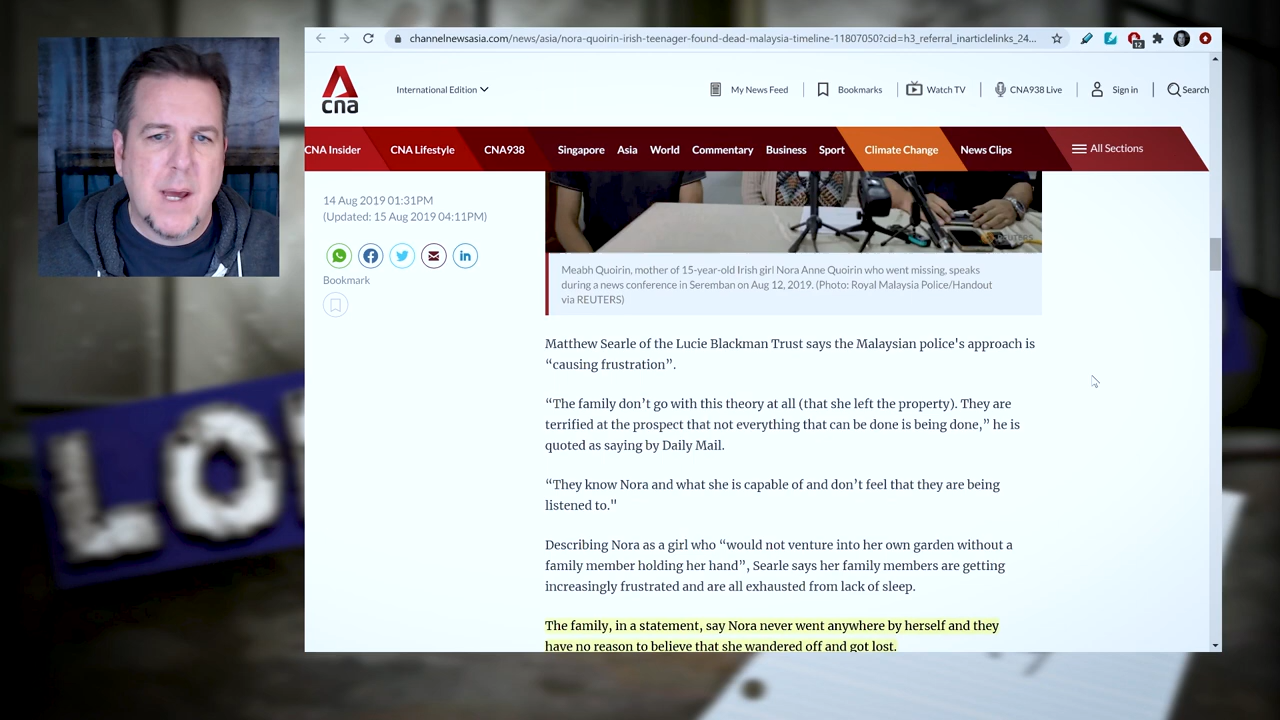 channelnewsasia.com/news/asia/nora-quoirin-irish-teenager-found-dead-malaysia-timeline-11807050?cid=h3_referral_inarticlelinks_24...
12
cna
International Edition
My News Feed
Bookmarks
Watch TV
CNA938 Live
Sign in
Search
CNA Insider
CNA Lifestyle
CNA938
Singapore
Asia
World
Commentary
Business
Sport
Climate Change
News Clips
All Sections
14 Aug 2019 01:31PM
(Updated: 15 Aug 2019 04:11PM)
Bookmark
REUTERS
Meabh Quoirin, mother of 15-year-old Irish girl Nora Anne Quoirin who went missing, speaks
during a news conference in Seremban on Aug 12, 2019. (Photo: Royal Malaysia Police/Handout
via REUTERS)
Matthew Searle of the Lucie Blackman Trust says the Malaysian police's approach is
“causing frustration”.
“The family don’t go with this theory at all (that she left the property). They are
terrified at the prospect that not everything that can be done is being done,” he is
quoted as saying by Daily Mail.
“They know Nora and what she is capable of and don’t feel that they are being
listened to."
Describing Nora as a girl who “would not venture into her own garden without a
family member holding her hand”, Searle says her family members are getting
increasingly frustrated and are all exhausted from lack of sleep.
The family, in a statement, say Nora never went anywhere by herself and they
have no reason to believe that she wandered off and got lost.
LO